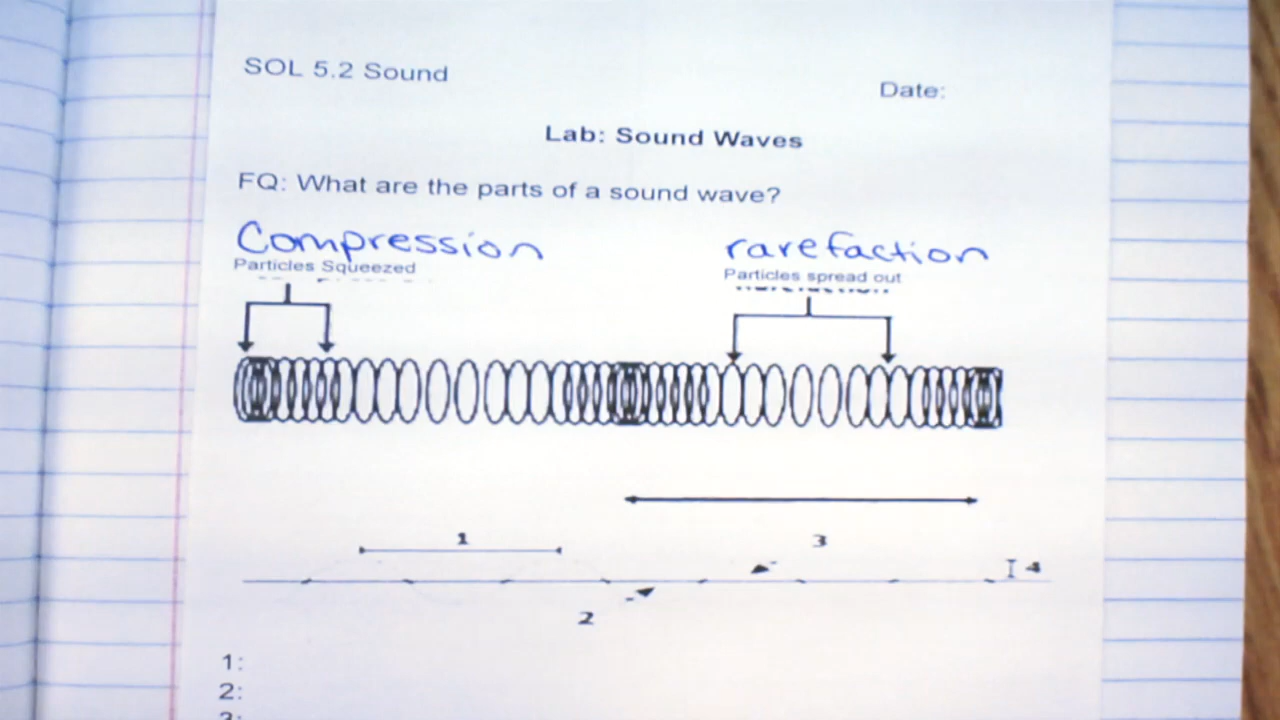 SOL 5.2 Sound
Date:
Lab: Sound Waves
FQ: What are the parts of a sound wave?
Compression
rarefaction
Particles Squeezed
Particles spread out
1
3
4
2
1:
2:
3: